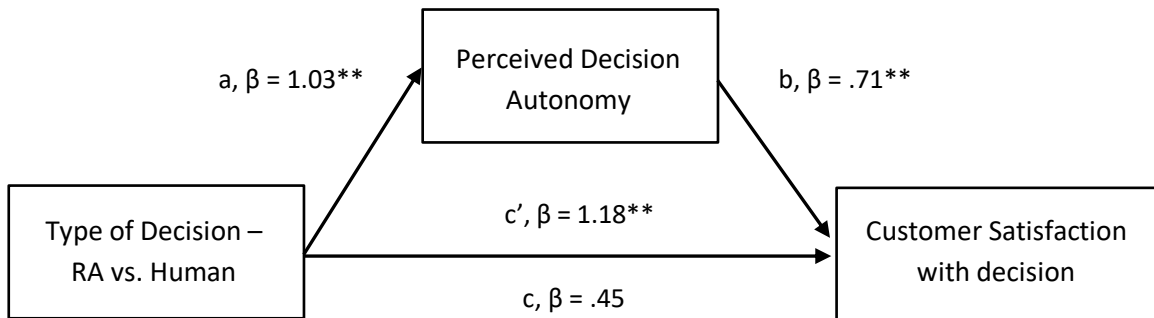 Perceived Decision
Autonomy
a, β = 1.03**
b, β = .71**
Type of Decision –
RA vs. Human
c’, β = 1.18**
c, β = .45
Customer Satisfaction
with decision